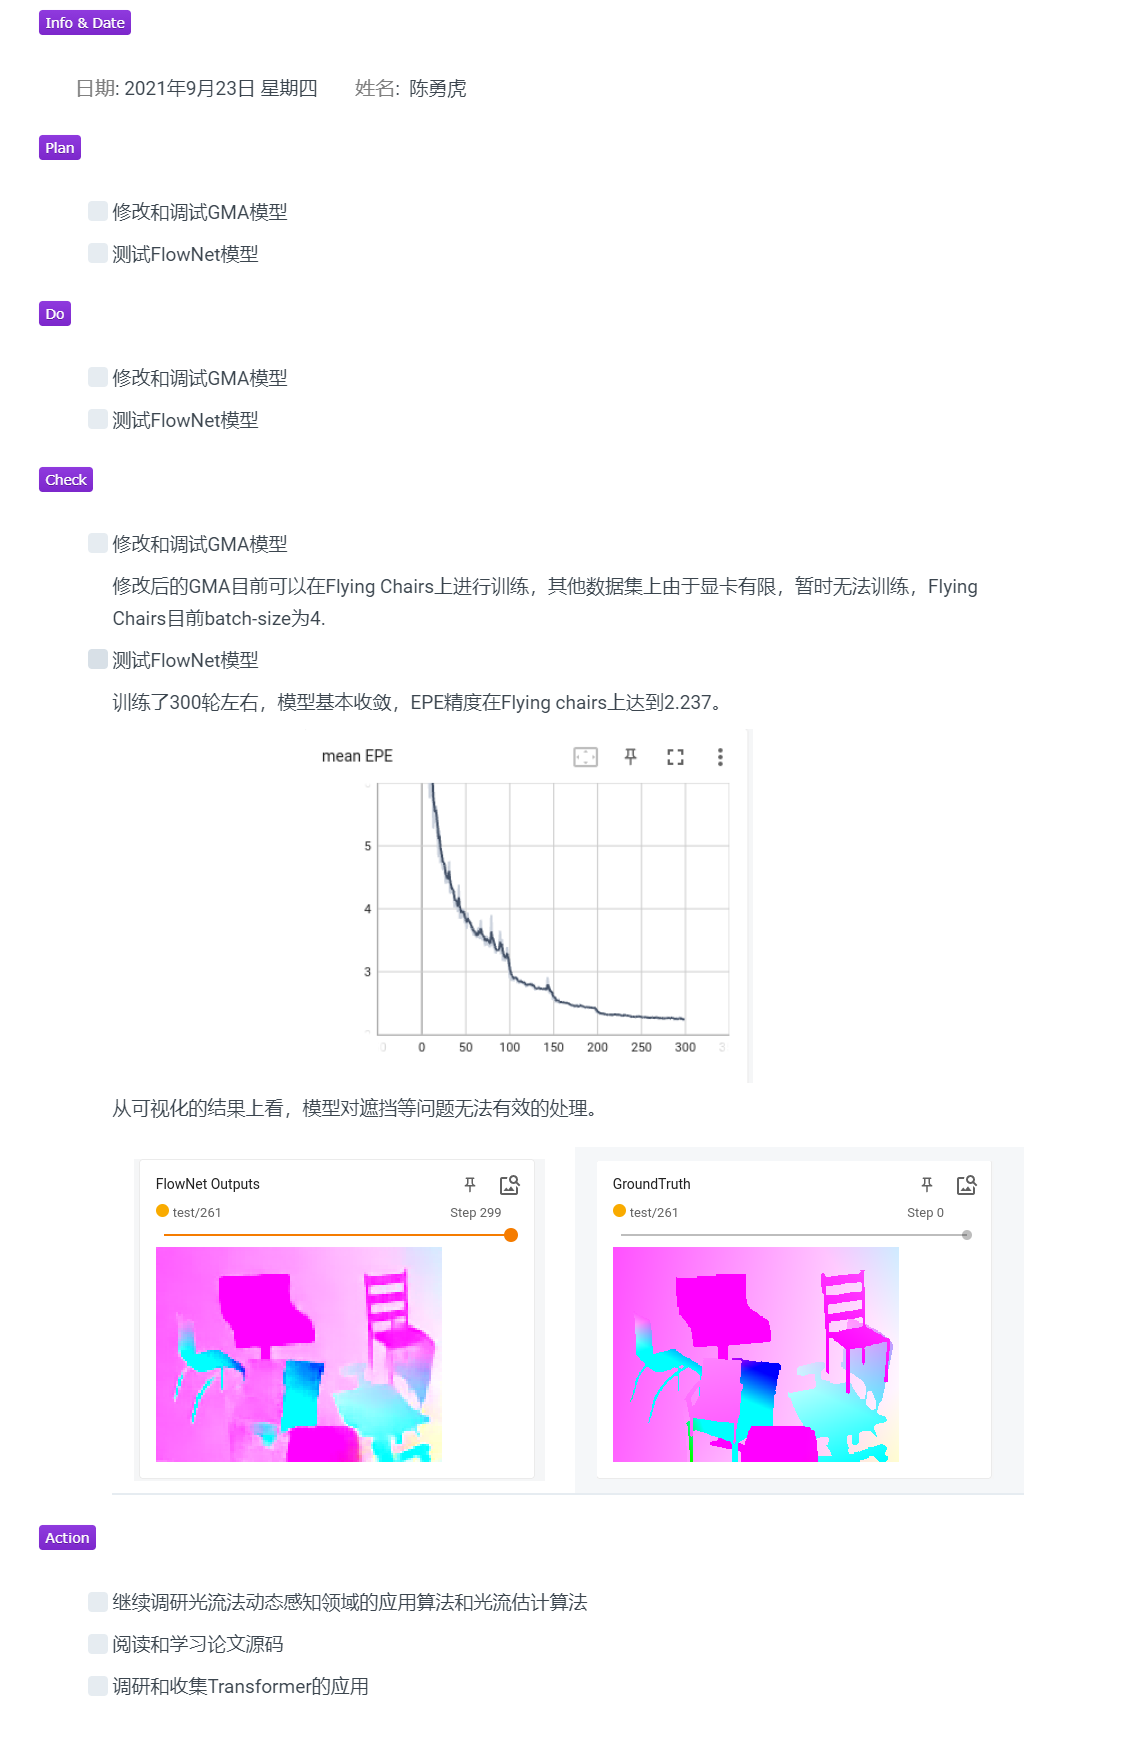 Info & Date
日期: 2021年9月23日 星期四 姓名: 陈勇虎
Plan
修改和调试GMA模型
测试FlowNet模型
Do
修改和调试GMA模型
测试FlowNet模型
Check
修改和调试GMA模型
修改后的GMA目前可以在Flying Chairs上进行训练，其他数据集上由于显卡有限，暂时无法训练，Flying
Chairs目前batch-size为4.
测试FlowNet模型
训练了300轮左右，模型基本收敛，EPE精度在Flying chairs上达到2.237。
mean EPE
5
4
3
0 0 50 100 150 200 250 300 3
从可视化的结果上看，模型对遮挡等问题无法有效的处理。
FlowNet Outputs
test/261 Step 299
GroundTruth
test/261 Step 0
Action
继续调研光流法动态感知领域的应用算法和光流估计算法
阅读和学习论文源码
调研和收集Transformer的应用